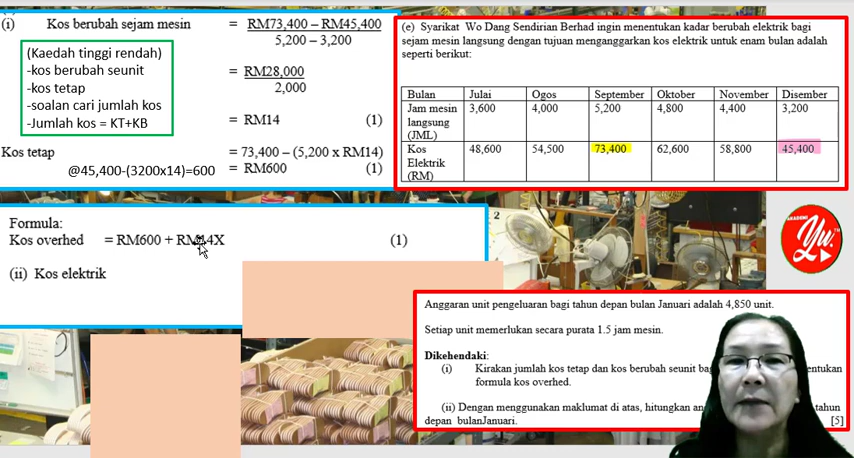 (i) Kos berubah sejam mesin = RM73,400 – RM45,400
5,200 – 3,200
(Kaedah tinggi rendah)
-kos berubah seunit
-kos tetap
-soalan cari jumlah kos
-Jumlah kos = KT+KB
= RM28,000
2,000
= RM14 (1)
Kos tetap = 73,400 – (5,200 x RM14)
@45,400-(3200x14)=600 = RM600 (1)
(e) Syarikat Wo Dang Sendirian Berhad ingin menentukan kadar berubah elektrik bagi
sejam mesin langsung dengan tujuan menganggarkan kos elektrik untuk enam bulan adalah
seperti berikut:
Bulan Julai Ogos September Oktober November Disember
Jam mesin 3,600 4,000 5,200 4,800 4,400 3,200
langsung
(JML)
Kos 48,600 54,500 73,400 62,600 58,800 45,400
Elektrik
(RM)
Formula:
Kos overhed = RM600 + RM14X (1)
(ii) Kos elektrik
2
AKADEMI
Yu.
Anggaran unit pengeluaran bagi tahun depan bulan Januari adalah 4,850 unit.
Setiap unit memerlukan secara purata 1.5 jam mesin.
Dikehendaki:
(i) Kirakan jumlah kos tetap dan kos berubah seunit
formula kos overhed.
(ii) Dengan menggunakan maklumat di atas, hitungkan tahun
depan bulanJanuari. [5]